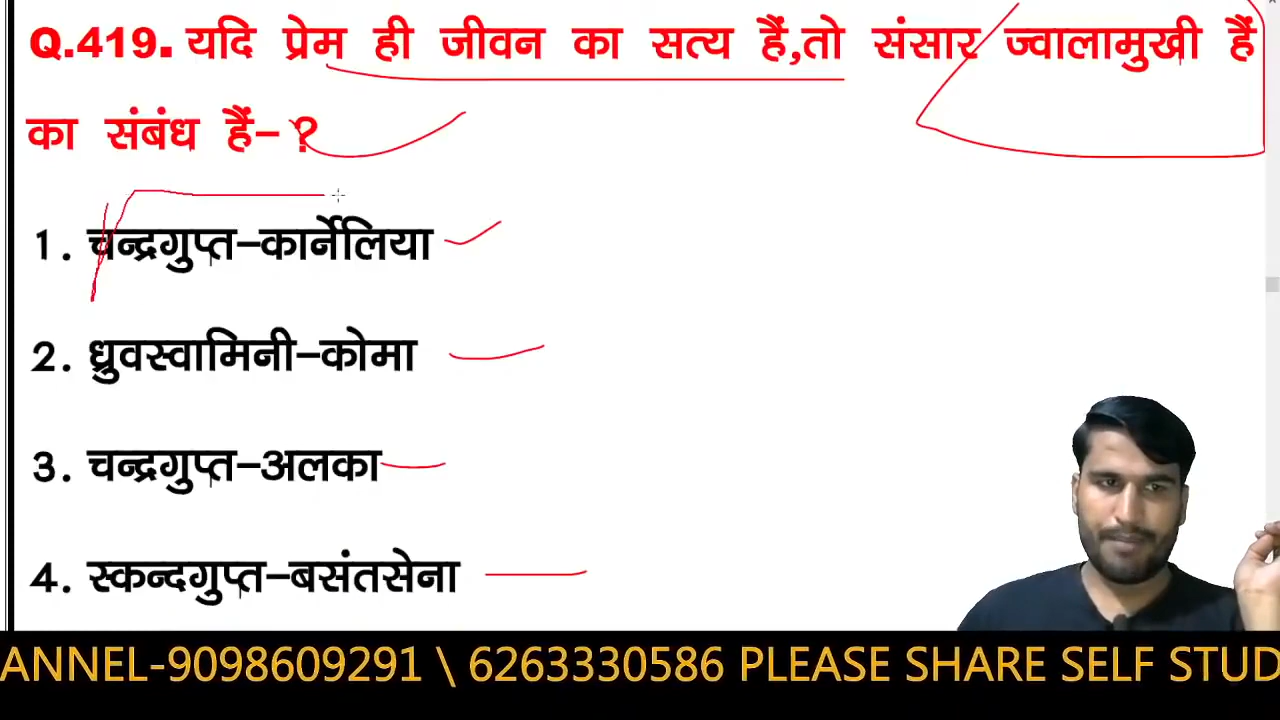 Q.419. यदि प्रेम ही जीवन का सत्य हैं,तो संसार ज्वालामुखी हैं
का संबंध हैं-?
1. चन्द्रगुप्त-कार्नेलिया
2. ध्रुवस्वामिनी-कोमा
3. चन्द्रगुप्त-अलका
4. स्कन्दगुप्त-बसंतसेना
ANNEL-9098609291 \ 6263330586 PLEASE SHARE SELF STUD